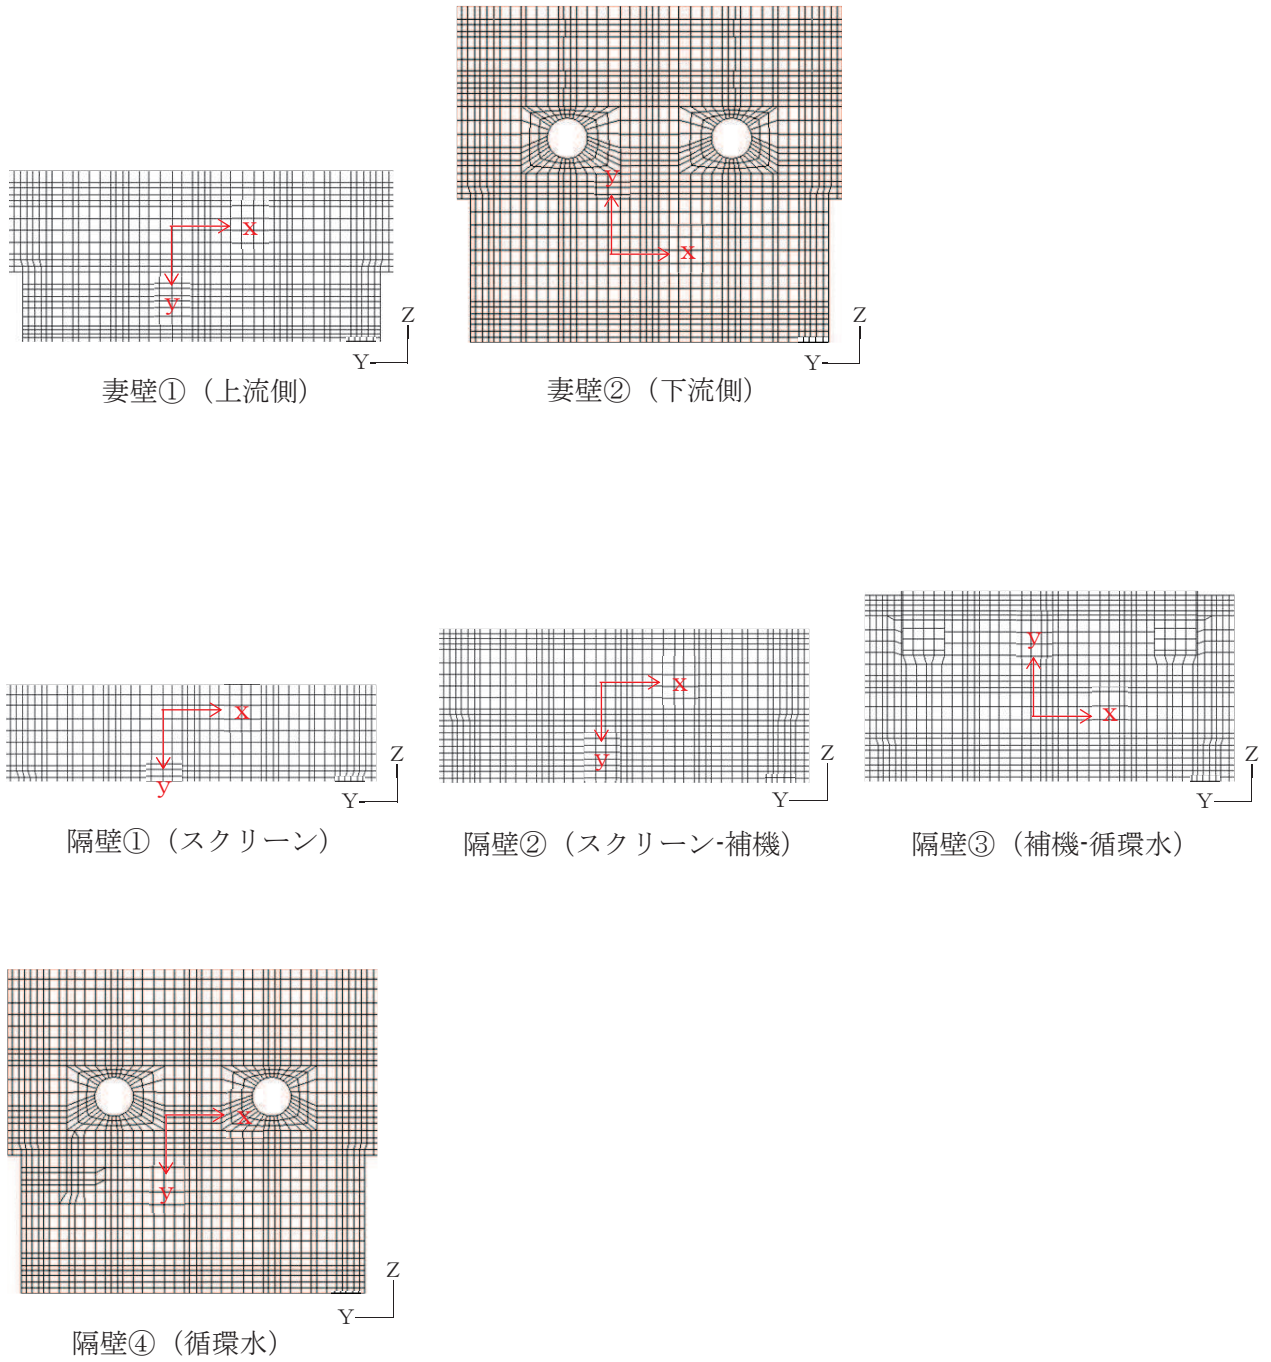 x
y
Z
Y
妻壁①（上流側）
y
x
Z
Y
妻壁②（下流側）
x
y
Z
Y
隔壁①（スクリーン）
x
y
Z
Y
隔壁②（スクリーン-補機）
y
x
Z
Y
隔壁③（補機-循環水）
x
y
Z
Y
隔壁④（循環水）